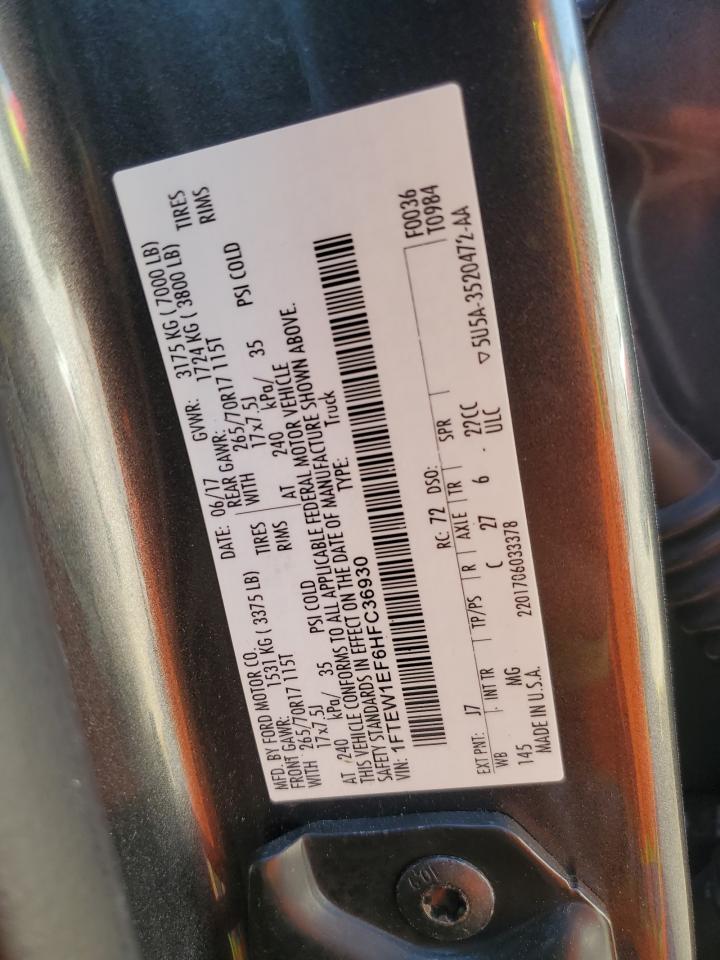 MFD. BY FORD MOTOR CO. DATE: 06/17 GVWR: 3175 KG ( 7000 LB)
FRONT GAWR: 1531 KG ( 3375 LB) REAR GAWR: 1724 KG ( 3800 LB)
WITH 265/70R17 115T TIRES WITH 265/70R17 115T TIRES
17x7.5J RIMS 17x7.5J RIMS
AT 240 kPa/ 35 PSI COLD AT 240 kPa/ 35 PSI COLD
THIS VEHICLE CONFORMS TO ALL APPLICABLE FEDERAL MOTOR VEHICLE
SAFETY STANDARDS IN EFFECT ON THE DATE OF MANUFACTURE SHOWN ABOVE.
VIN: 1FTEW1EF6HFC36930 TYPE: Truck
F0036
T0984
EXT PNT: J7 RC: 72 DSO:
WB INT TR TP/PS R AXLE TR SPR
145 MG C 27 6 22CC
MADE IN U.S.A. 2201706033378 ULC ▽5U5A-3520472-AA
10.9